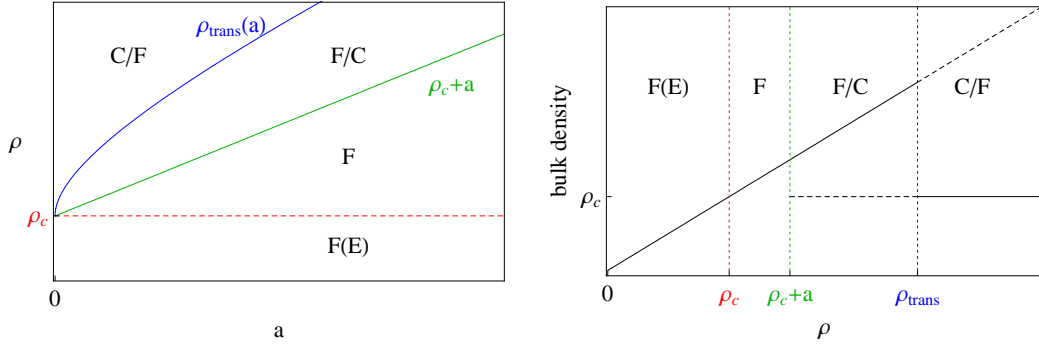 ρtrans(a)
C/F
F/C
ρc+a
ρ
F
ρc
F(E)
0
a
F(E)
F
F/C
C/F
bulk density
ρc
0
ρc
ρc+a
ρtrans
ρ